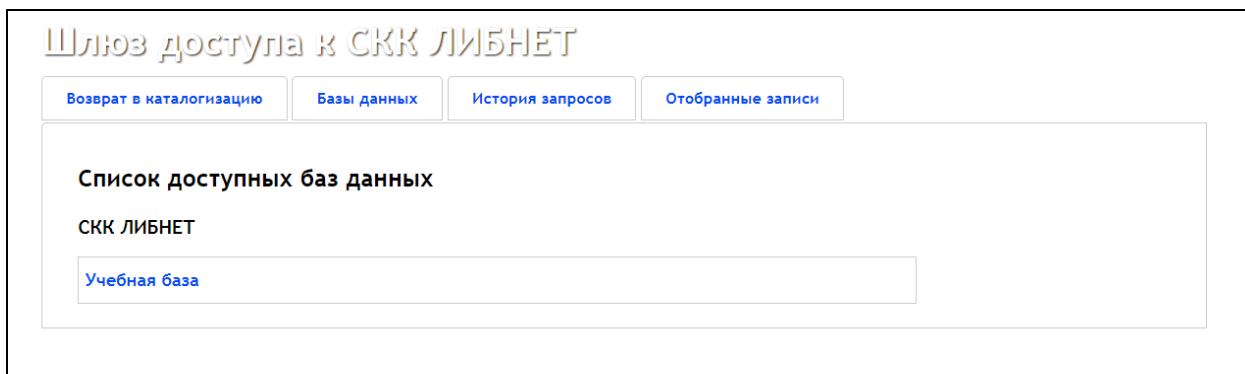 Шлюз доступа к СКК ЛИБНЕТ
Возврат в каталогизацию Базы данных История запросов Отобранные записи
Список доступных баз данных
СКК ЛИБНЕТ
Учебная база